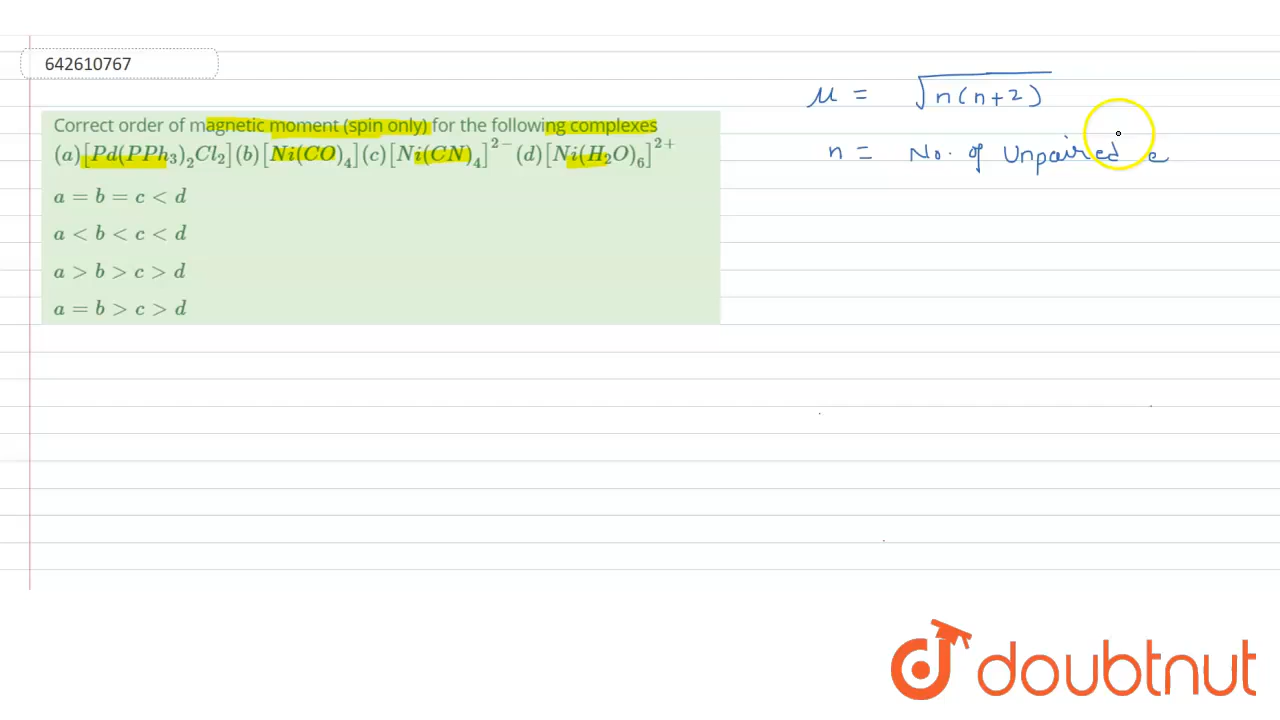 642610767
Correct order of magnetic moment (spin only) for the following complexes
(a)[Pd(PPh₃)₂Cl₂](b)[Ni(CO)₄](c)[Ni(CN)₄]²⁻(d)[Ni(H₂O)₆]²⁺
a = b = c < d
a < b < c < d
a > b > c > d
a = b > c > d
μ = √n(n+2)
n = No. of Unpaired e
doubtnut